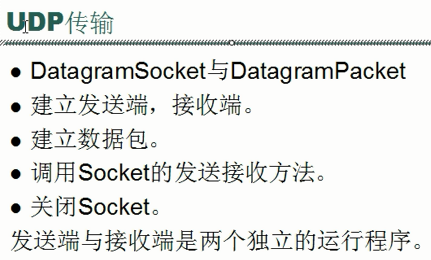 UDP传输
● DatagramSocket与DatagramPacket
● 建立发送端，接收端。
● 建立数据包。
● 调用Socket的发送接收方法。
● 关闭Socket。
发送端与接收端是两个独立的运行程序。